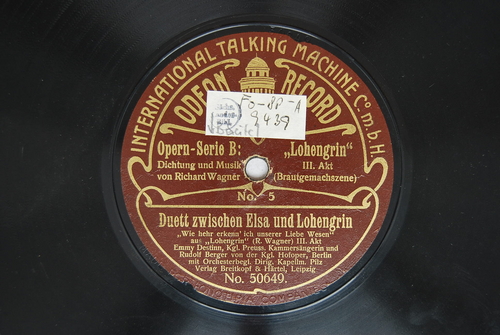 INTERNATIONAL TALKING MACHINE Co. m.b.H.
ODEON RECORD
FO-8P-A
9439
Opern-Serie B: „Lohengrin“
Dichtung und Musik III. Akt
von Richard Wagner (Brautgemachszene)
No. 5
Duett zwischen Elsa und Lohengrin
„Wie hehr erkenn' ich unserer Liebe Wesen“
aus „Lohengrin“ (R. Wagner) III. Akt
Emmy Destinn, Kgl. Preuss. Kammersängerin und
Rudolf Berger von der Kgl. Hofoper, Berlin
mit Orchesterbegl. Dirig. Kapellm. Pilz
Verlag Breitkopf & Härtel, Leipzig
No. 50649.